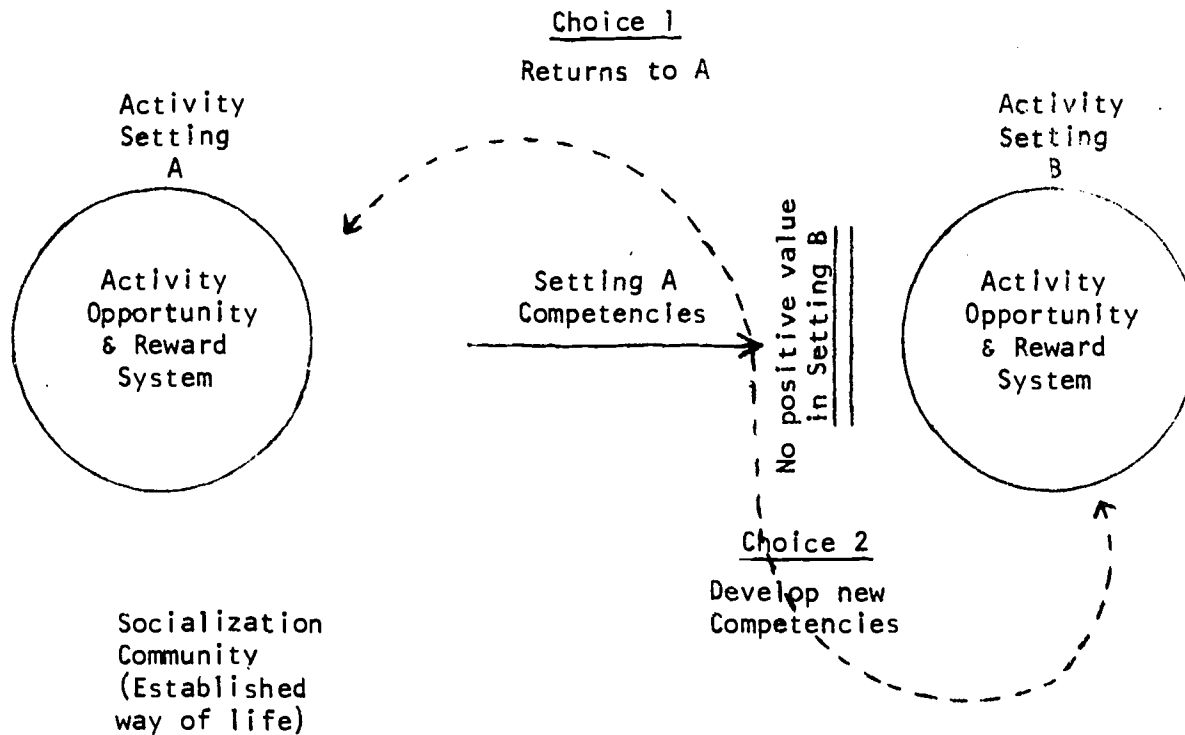 Choice 1
Returns to A
Activity
Setting
A
Activity
Setting
B
Activity
Opportunity
& Reward
System
Setting A
Competencies
No positive value
in Setting B
Activity
Opportunity
& Reward
System
Choice 2
Develop new
Competencies
Socialization
Community
(Established
way of life)